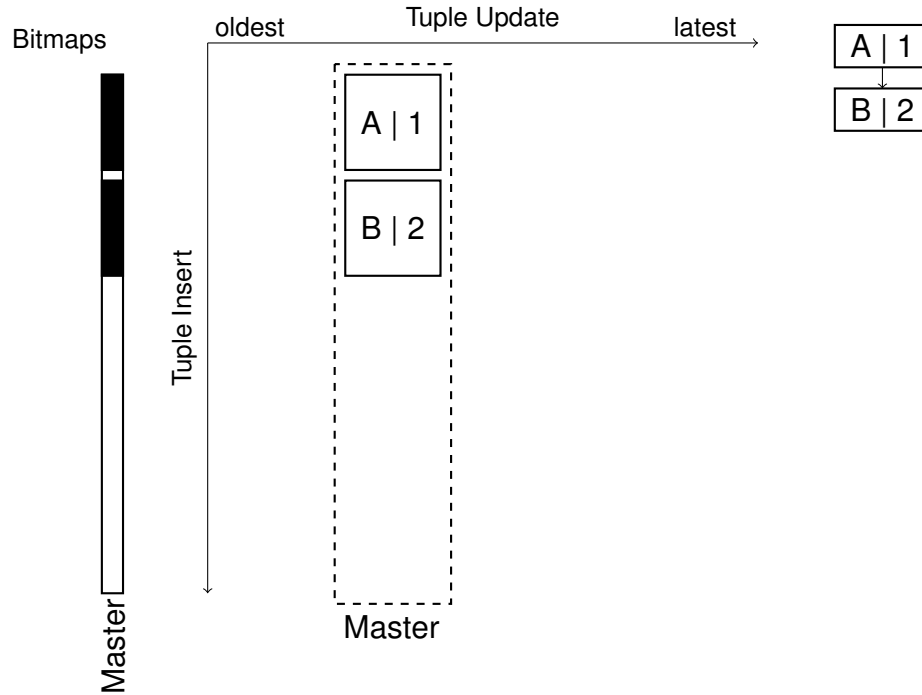 Tuple Update
Bitmaps
oldest
latest
A | 1
B | 2
A | 1
B | 2
Tuple Insert
Master
Master